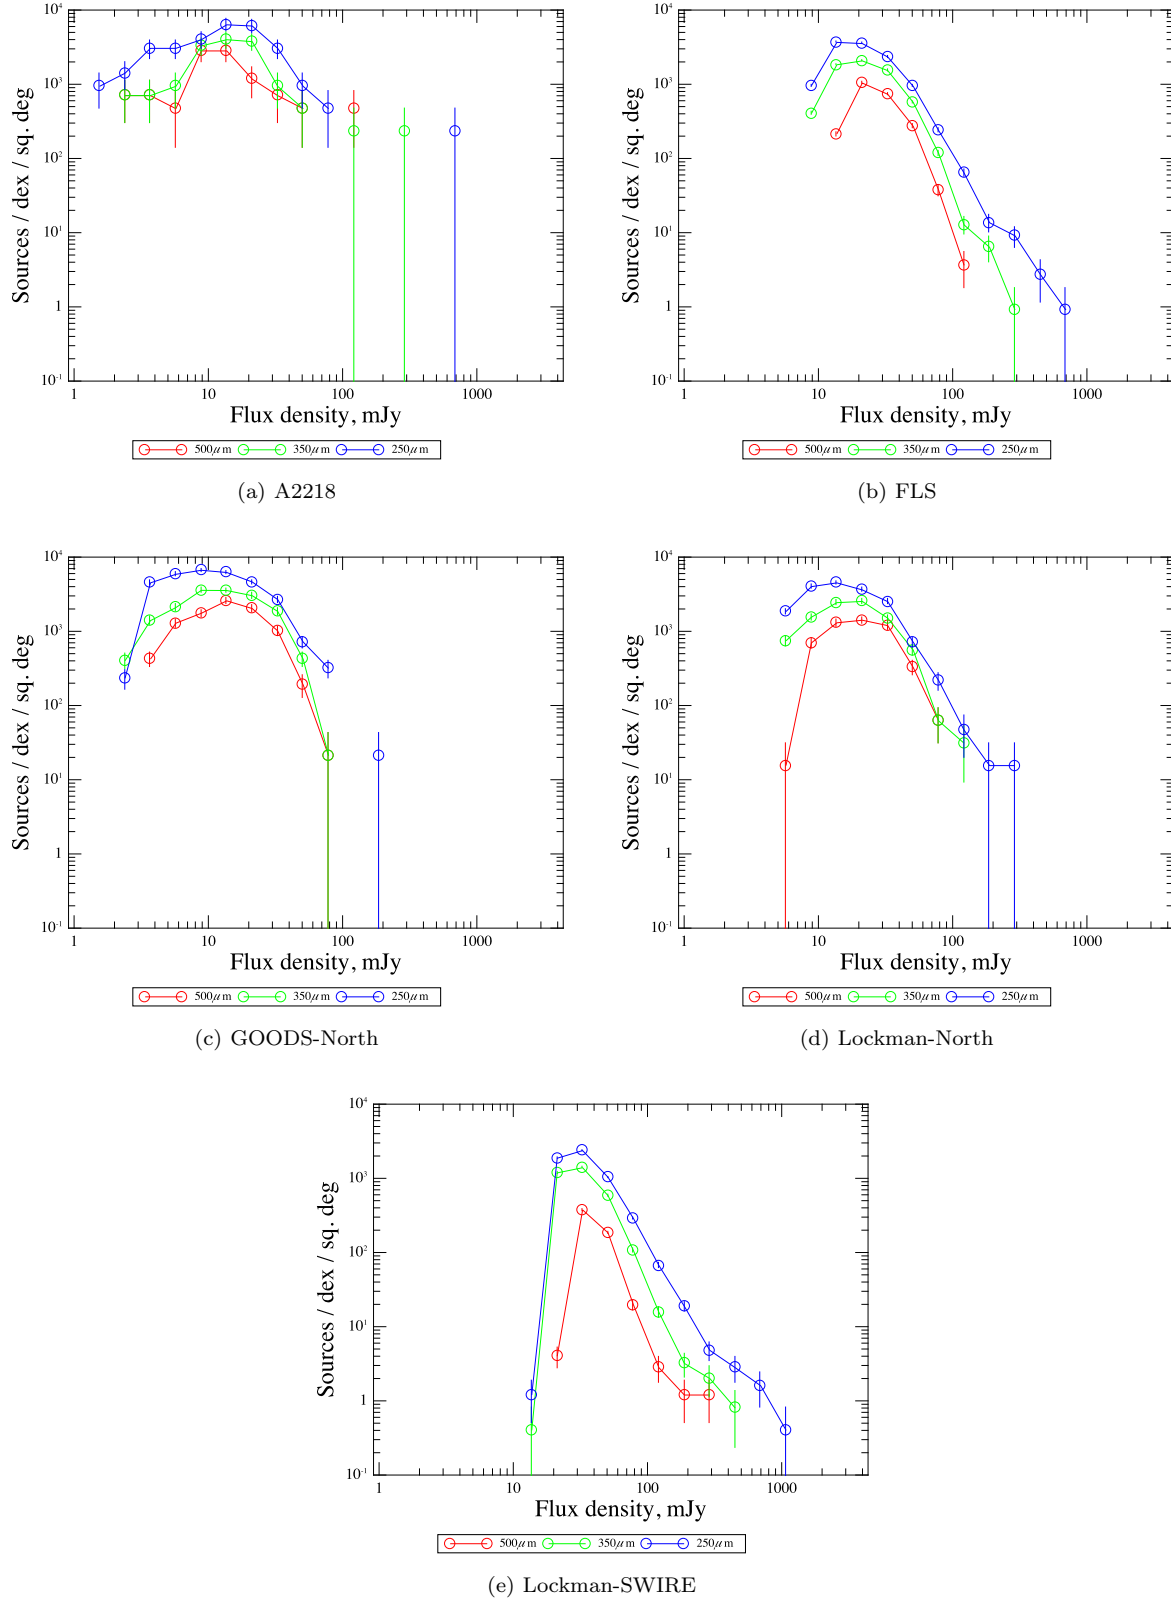 10⁴
10³
10²
10¹
1
10⁻¹
Sources / dex / sq. deg
1 10 100 1000
Flux density, mJy
500μm 350μm 250μm
(a) A2218
10⁴
10³
10²
10¹
1
10⁻¹
Sources / dex / sq. deg
1 10 100 1000
Flux density, mJy
500μm 350μm 250μm
(b) FLS
10⁴
10³
10²
10¹
1
10⁻¹
Sources / dex / sq. deg
1 10 100 1000
Flux density, mJy
500μm 350μm 250μm
(c) GOODS-North
10⁴
10³
10²
10¹
1
10⁻¹
Sources / dex / sq. deg
1 10 100 1000
Flux density, mJy
500μm 350μm 250μm
(d) Lockman-North
10⁴
10³
10²
10¹
1
10⁻¹
Sources / dex / sq. deg
1 10 100 1000
Flux density, mJy
500μm 350μm 250μm
(e) Lockman-SWIRE